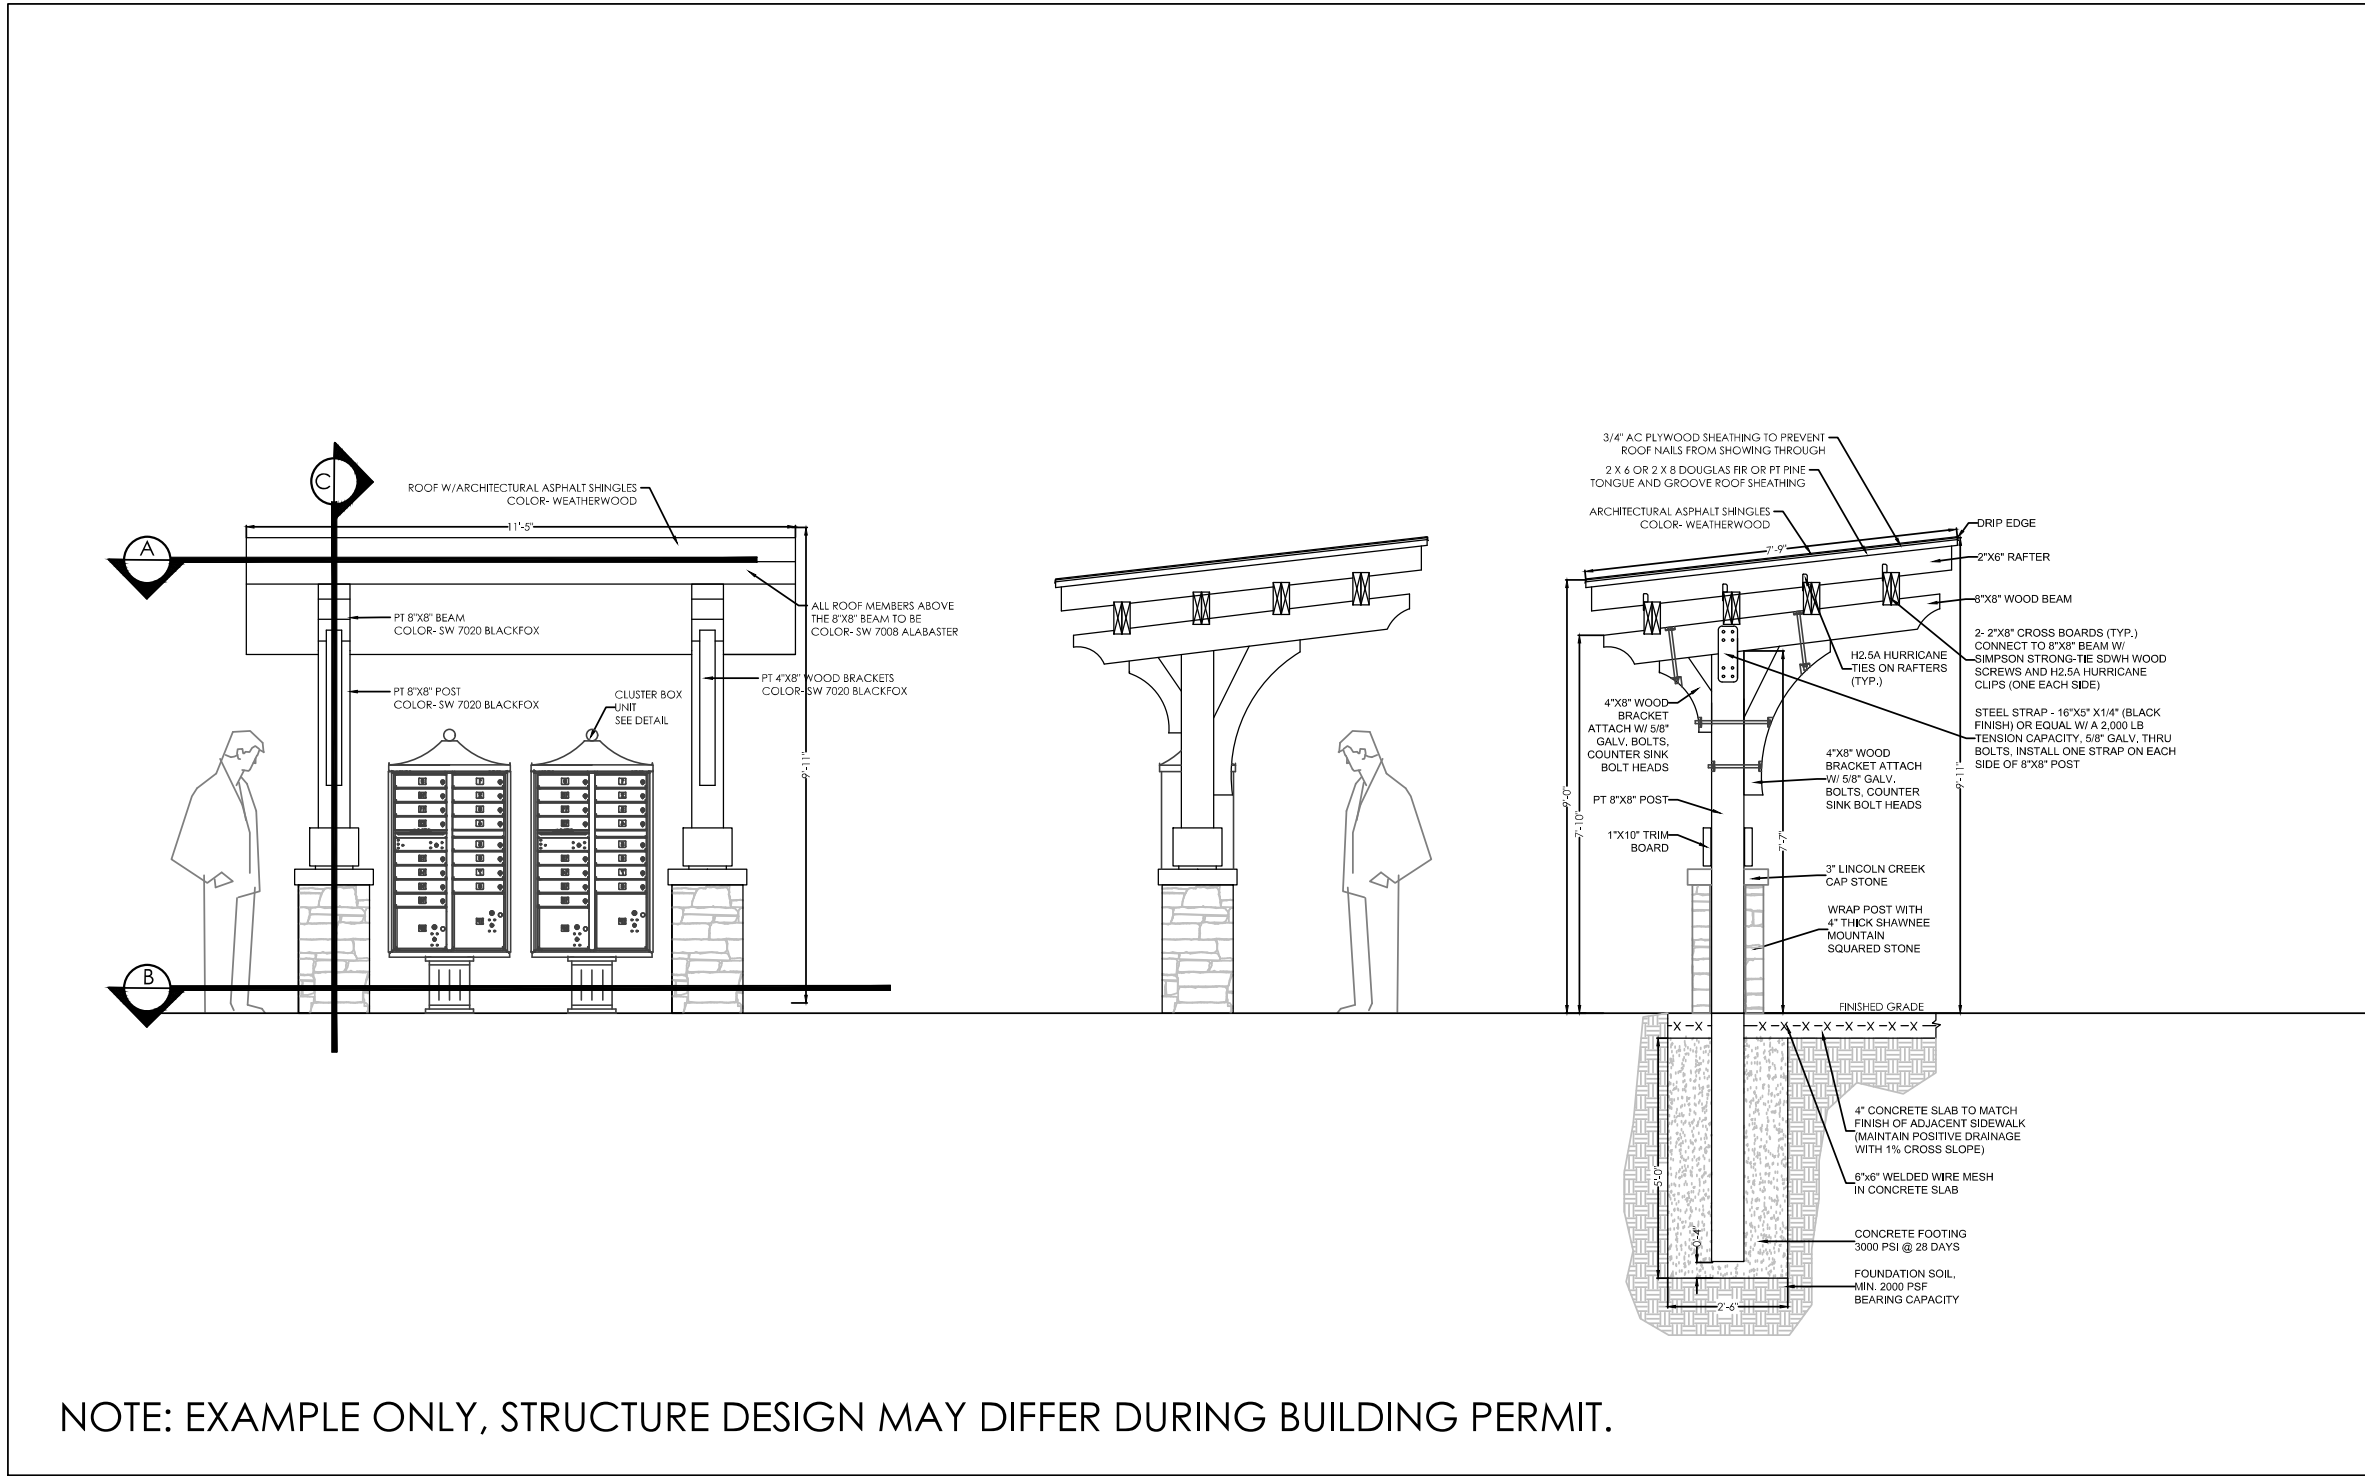 C
ROOF W/ARCHITECTURAL ASPHALT SHINGLES
COLOR- WEATHERWOOD
11'-5"
A
ALL ROOF MEMBERS ABOVE
THE 8"X8" BEAM TO BE
COLOR- SW 7008 ALABASTER
PT 8"X8" BEAM
COLOR- SW 7020 BLACKFOX
PT 4"X8" WOOD BRACKETS
COLOR- SW 7020 BLACKFOX
PT 8"X8" POST
COLOR- SW 7020 BLACKFOX
CLUSTER BOX
UNIT
SEE DETAIL
9'-11"
B
3/4" AC PLYWOOD SHEATHING TO PREVENT
ROOF NAILS FROM SHOWING THROUGH
2 X 6 OR 2 X 8 DOUGLAS FIR OR PT PINE
TONGUE AND GROOVE ROOF SHEATHING
ARCHITECTURAL ASPHALT SHINGLES
COLOR- WEATHERWOOD
7'-9"
DRIP EDGE
2"X6" RAFTER
8"X8" WOOD BEAM
2- 2"X8" CROSS BOARDS (TYP.)
CONNECT TO 8"X8" BEAM W/
SIMPSON STRONG-TIE SDWH WOOD
SCREWS AND H2.5A HURRICANE
CLIPS (ONE EACH SIDE)
H2.5A HURRICANE
TIES ON RAFTERS
(TYP.)
STEEL STRAP - 16"X5" X1/4" (BLACK
FINISH) OR EQUAL W/ A 2,000 LB
TENSION CAPACITY, 5/8" GALV. THRU
BOLTS, INSTALL ONE STRAP ON EACH
SIDE OF 8"X8" POST
4"X8" WOOD
BRACKET
ATTACH W/ 5/8"
GALV. BOLTS,
COUNTER SINK
BOLT HEADS
4"X8" WOOD
BRACKET ATTACH
W/ 5/8" GALV.
BOLTS, COUNTER
SINK BOLT HEADS
9'-0"
7'-10"
7'-7"
9'-11"
PT 8"X8" POST
1"X10" TRIM
BOARD
3" LINCOLN CREEK
CAP STONE
WRAP POST WITH
4" THICK SHAWNEE
MOUNTAIN
SQUARED STONE
FINISHED GRADE
X X X X X X X X X
4" CONCRETE SLAB TO MATCH
FINISH OF ADJACENT SIDEWALK
(MAINTAIN POSITIVE DRAINAGE
WITH 1% CROSS SLOPE)
6"x6" WELDED WIRE MESH
IN CONCRETE SLAB
5'-0"
0'-4"
CONCRETE FOOTING
3000 PSI @ 28 DAYS
FOUNDATION SOIL,
MIN. 2000 PSF
BEARING CAPACITY
2'-6"
NOTE: EXAMPLE ONLY, STRUCTURE DESIGN MAY DIFFER DURING BUILDING PERMIT.